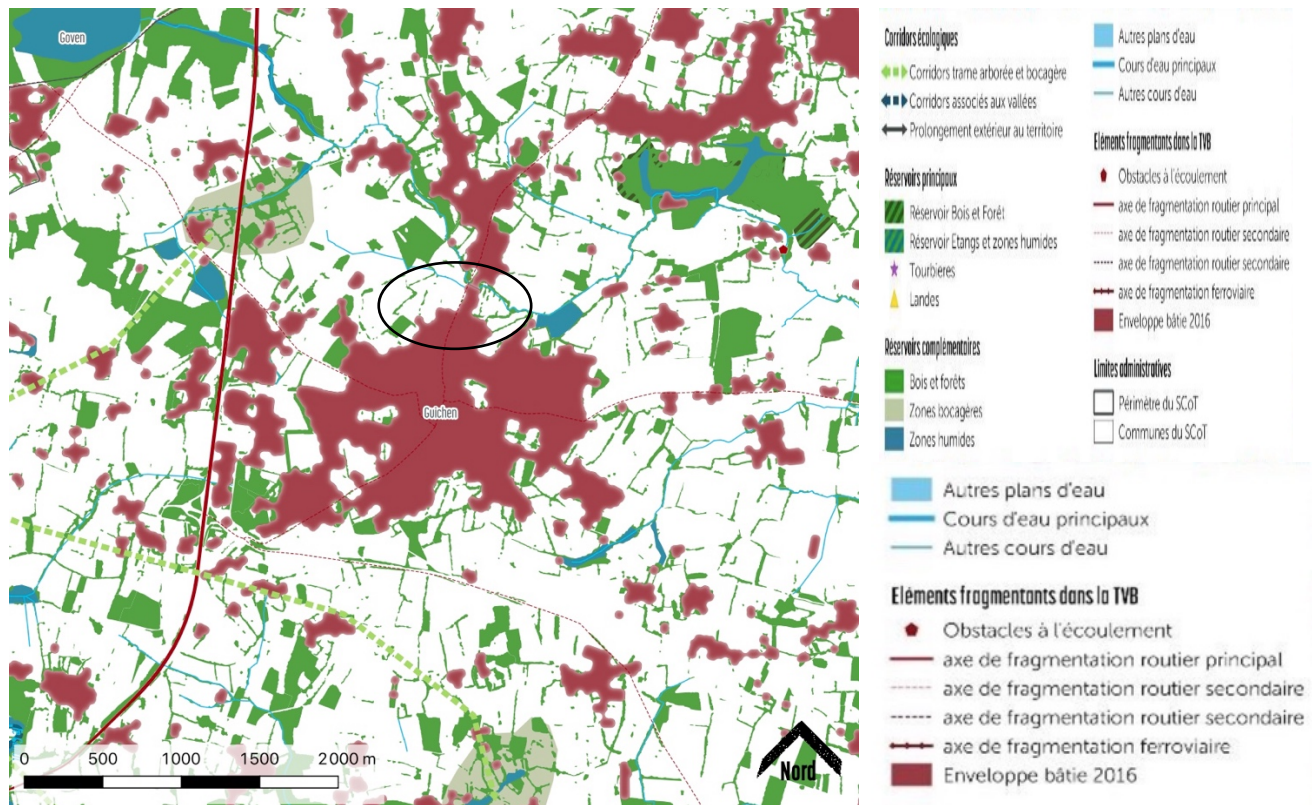 Goven
Guichen
0 500 1000 1500 2000 m
Nord
Corridors écologiques
Corridors trame arborée et bocagère
Corridors associés aux vallées
Prolongement extérieur au territoire
Réservoirs principaux
Réservoir Bois et Forêt
Réservoir Etangs et zones humides
Tourbières
Landes
Réservoirs complémentaires
Bois et forêts
Zones bocagères
Zones humides
Autres plans d'eau
Cours d'eau principaux
Autres cours d'eau
Eléments fragmentants dans la TVB
Obstacles à l'écoulement
axe de fragmentation routier principal
axe de fragmentation routier secondaire
axe de fragmentation routier secondaire
axe de fragmentation ferroviaire
Enveloppe bâtie 2016
Limites administratives
Périmètre du SCoT
Communes du SCoT
Autres plans d'eau
Cours d'eau principaux
Autres cours d'eau
Eléments fragmentants dans la TVB
Obstacles à l'écoulement
axe de fragmentation routier principal
axe de fragmentation routier secondaire
axe de fragmentation routier secondaire
axe de fragmentation ferroviaire
Enveloppe bâtie 2016